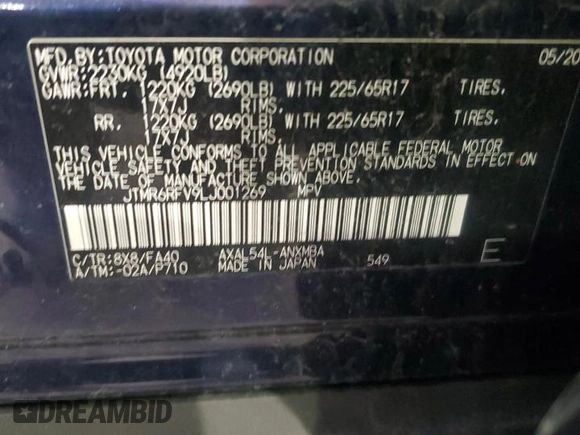 MFD. BY: TOYOTA MOTOR CORPORATION 05/20
GVWR: 2230KG (4920LB)
GAWR: FRT. 1220KG (2690LB) WITH 225/65R17 TIRES,
17X7J RIMS,
RR. 1220KG (2690LB) WITH 225/65R17 TIRES,
17X7J RIMS,
THIS VEHICLE CONFORMS TO ALL APPLICABLE FEDERAL MOTOR
VEHICLE SAFETY AND THEFT PREVENTION STANDARDS IN EFFECT ON
THE DATE OF MANUFACTURE SHOWN ABOVE.
JTMR6RFV9LJ001269 MPV
C/TR: 8X8/FA40 AXAL54L-ANXMBA
A/TM: -02A/P710 MADE IN JAPAN 549 E
DREAMBID